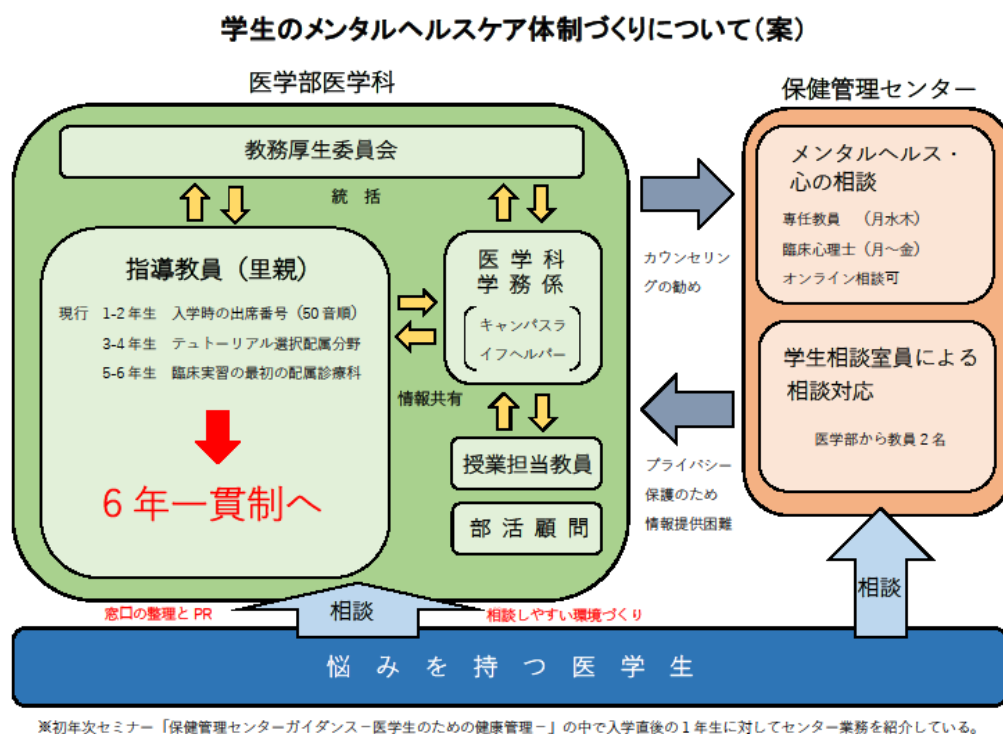 学生のメンタルヘルスケア体制づくりについて（案）
医学部医学科
教務厚生委員会
統 括
指導教員（里親）
現行 1-2年生 入学時の出席番号（50音順）
3-4年生 テュトーリアル選択配属分野
5-6年生 臨床実習の最初の配属診療科
6年一貫制へ
医 学 科
学 務 係
キャンパスラ
イフヘルパー
情報共有
授業担当教員
部 活 顧 問
カウンセリン
グの勧め
プライバシー
保護のため
情報提供困難
保健管理センター
メンタルヘルス・
心の相談
専任教員 （月水木）
臨床心理士（月～金）
オンライン相談可
学生相談室員による
相談対応
医学部から教員2名
窓口の整理とPR
相談
相談しやすい環境づくり
相談
悩 み を 持 つ 医 学 生
※初年次セミナー「保健管理センターガイダンス－医学生のための健康管理－」の中で入学直後の1年生に対してセンター業務を紹介している。